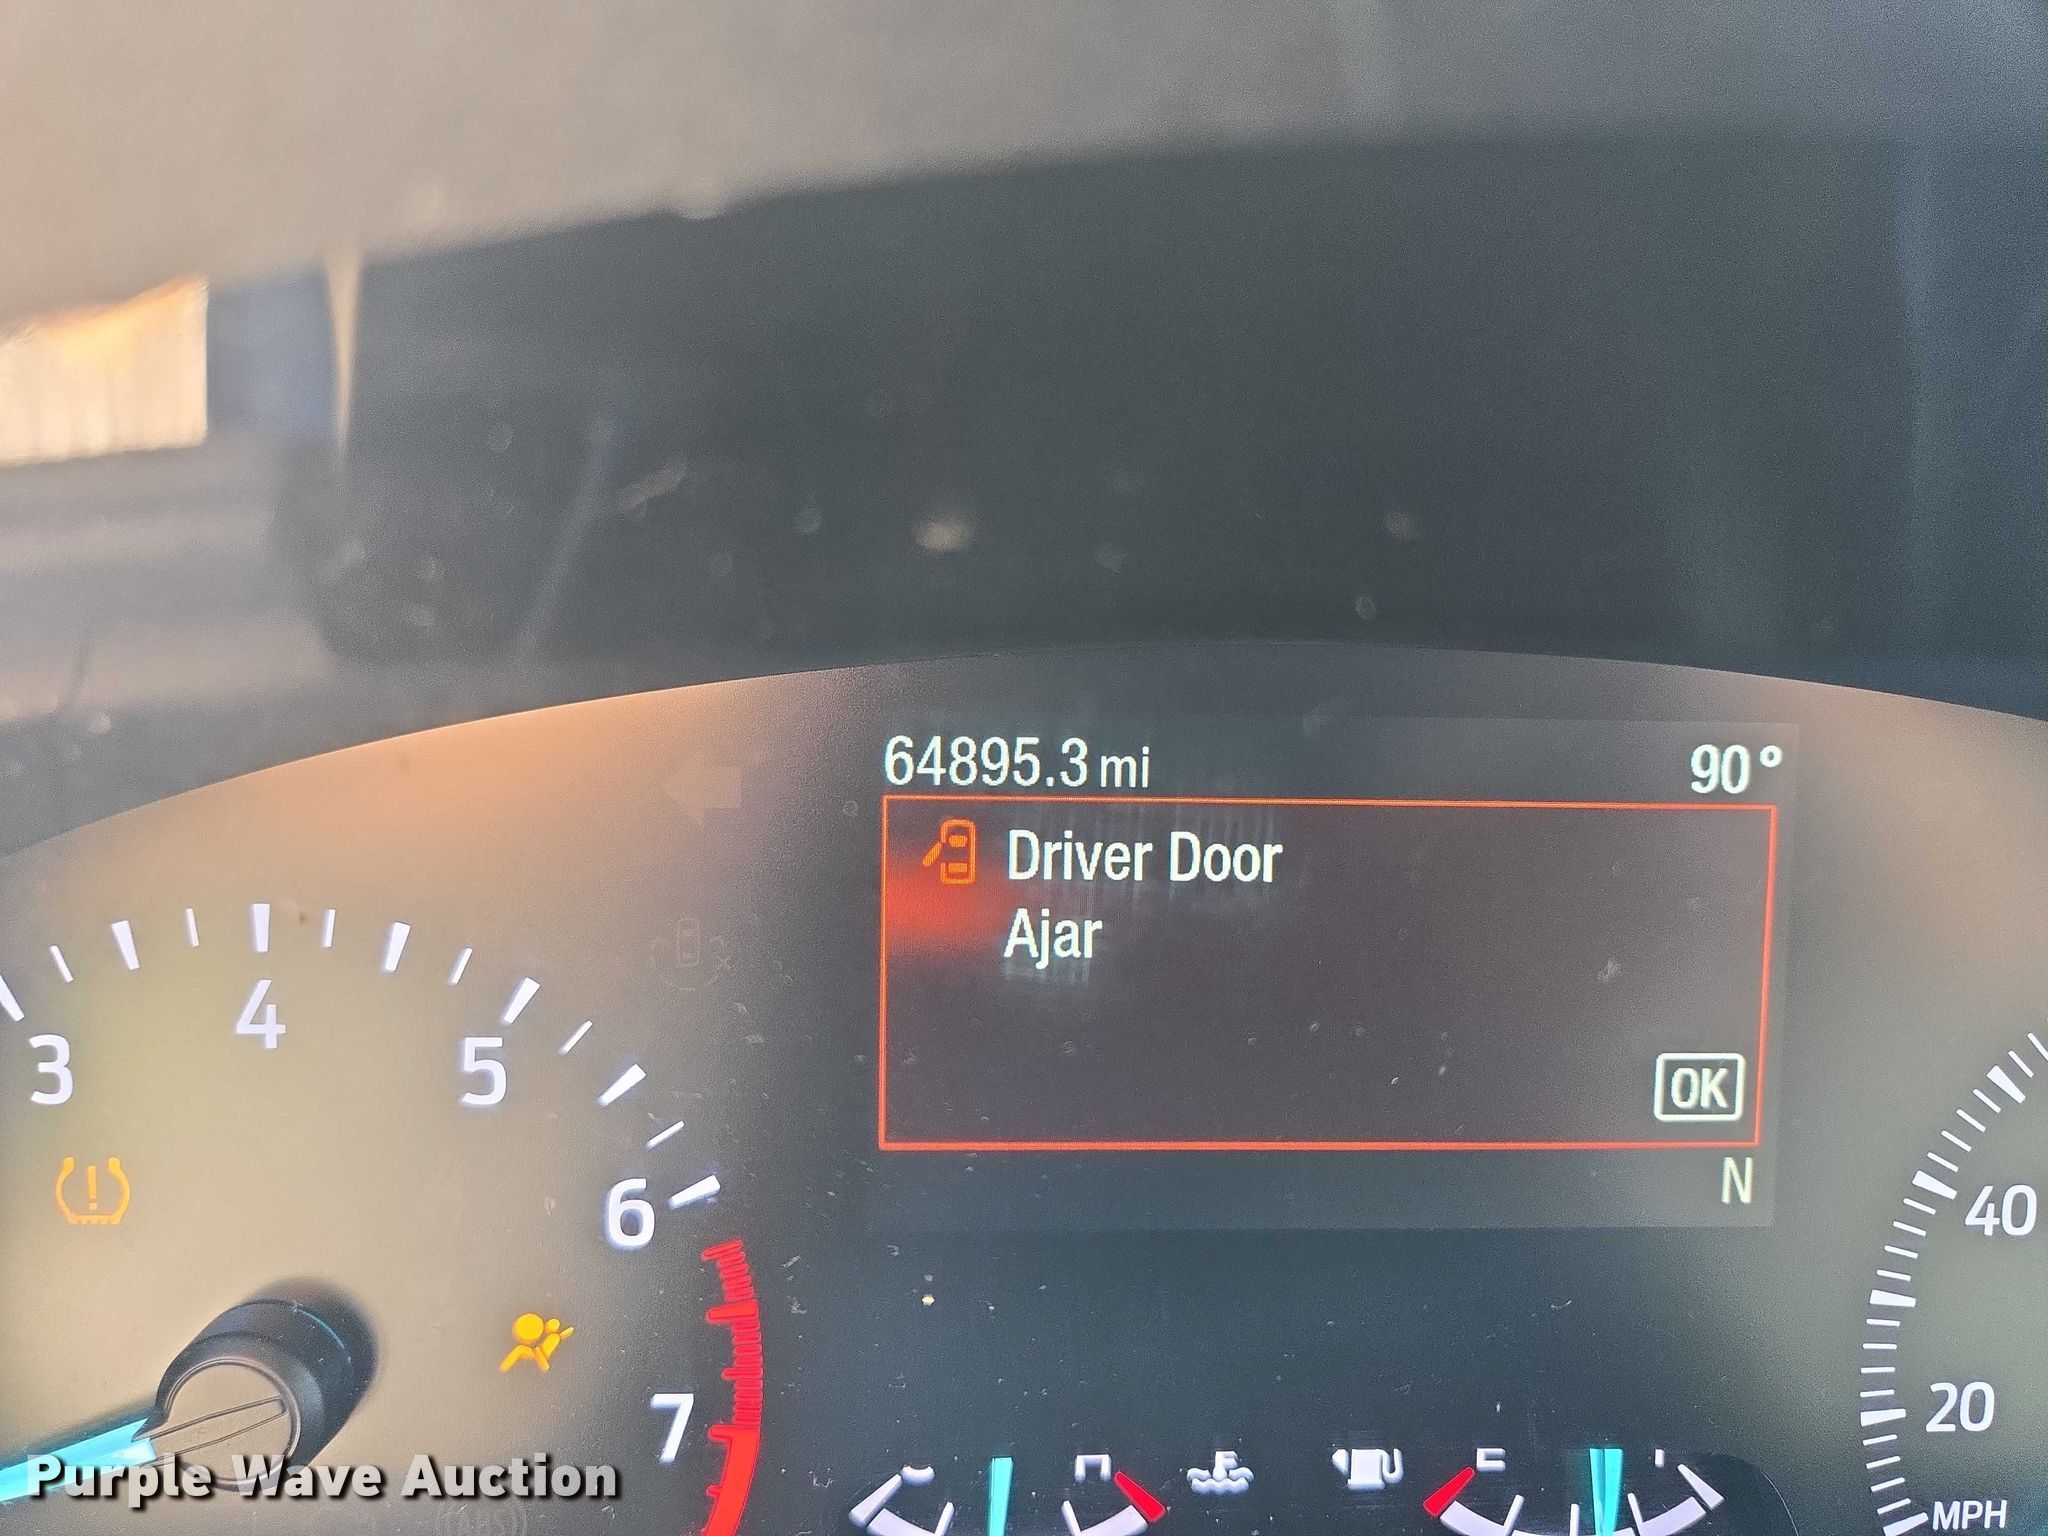 64895.3 mi 90°
Driver Door
Ajar
OK
N
3
4
5
6
7
40
20
MPH
C H
E F
Purple Wave Auction